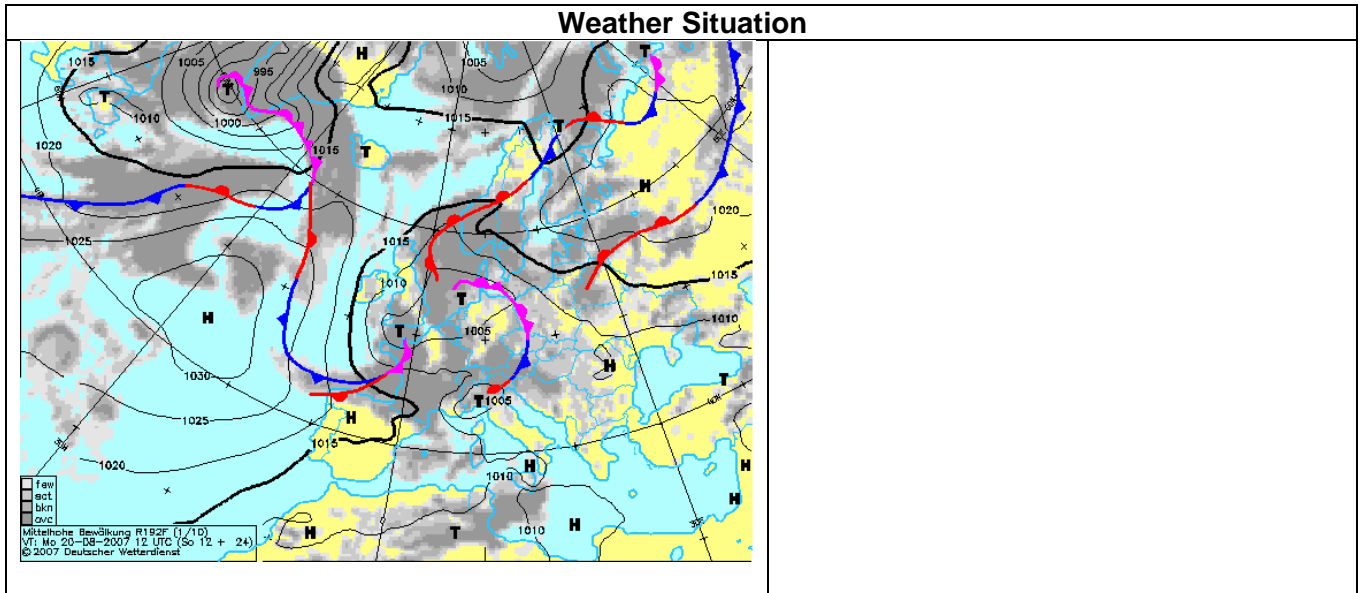 Weather Situation
1015
1005
995
H
T
1005
T
T
1010
1010
1015
1000
1020
1015
T
T
H
1020
1025
1015
1015
1010
1010
H
T
T
1005
1030
H
T
1025
H
T
1005
1015
1020
1010
H
H
H
few
sct
bkn
ovc
H
T
1010
H
30E
Mittelhohe Bewölkung R192F (1/10)
VT: Mo 20-08-2007 12 UTC (So 12 + 24)
© 2007 Deutscher Wetterdienst